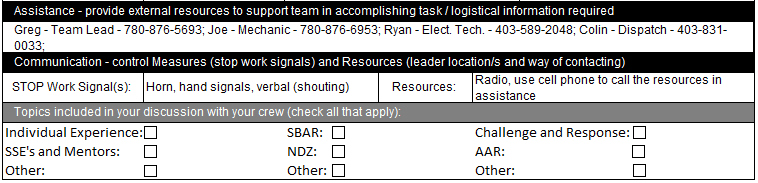 Assistance - provide external resources to support team in accomplishing task / logistical information required
Greg - Team Lead - 780-876-5693; Joe - Mechanic - 780-876-6953; Ryan - Elect. Tech. - 403-589-2048; Colin - Dispatch - 403-831-
0033;
Communication - control Measures (stop work signals) and Resources (leader location/s and way of contacting)
STOP Work Signal(s): Horn, hand signals, verbal (shouting) Resources: Radio, use cell phone to call the resources in
assistance
Topics included in your discussion with your crew (check all that apply):
Individual Experience: SBAR: Challenge and Response:
SSE's and Mentors: NDZ: AAR:
Other: Other: Other: